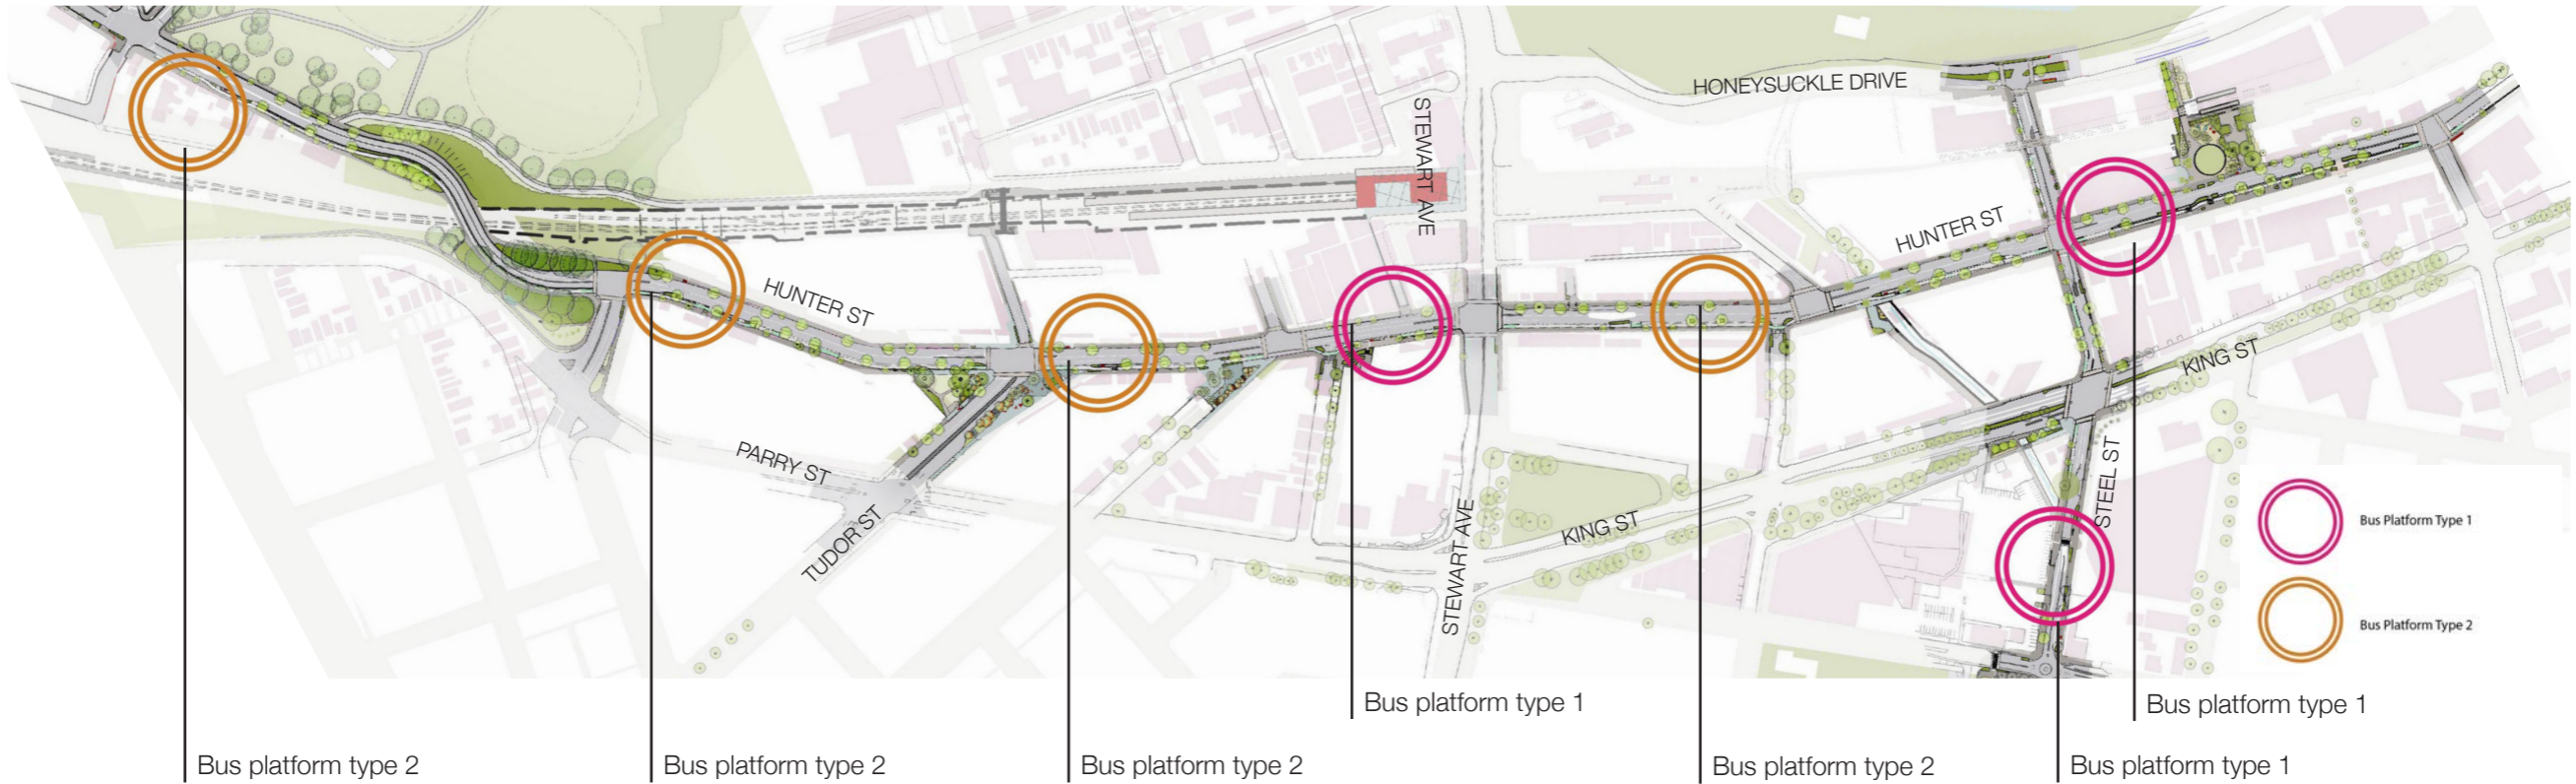 HONEYSUCKLE DRIVE
STEWART AVE
HUNTER ST
HUNTER ST
KING ST
PARRY ST
STEEL ST
TUDOR ST
KING ST
STEWART AVE
Bus Platform Type 1
Bus Platform Type 2
Bus platform type 1
Bus platform type 1
Bus platform type 2
Bus platform type 2
Bus platform type 2
Bus platform type 2
Bus platform type 1